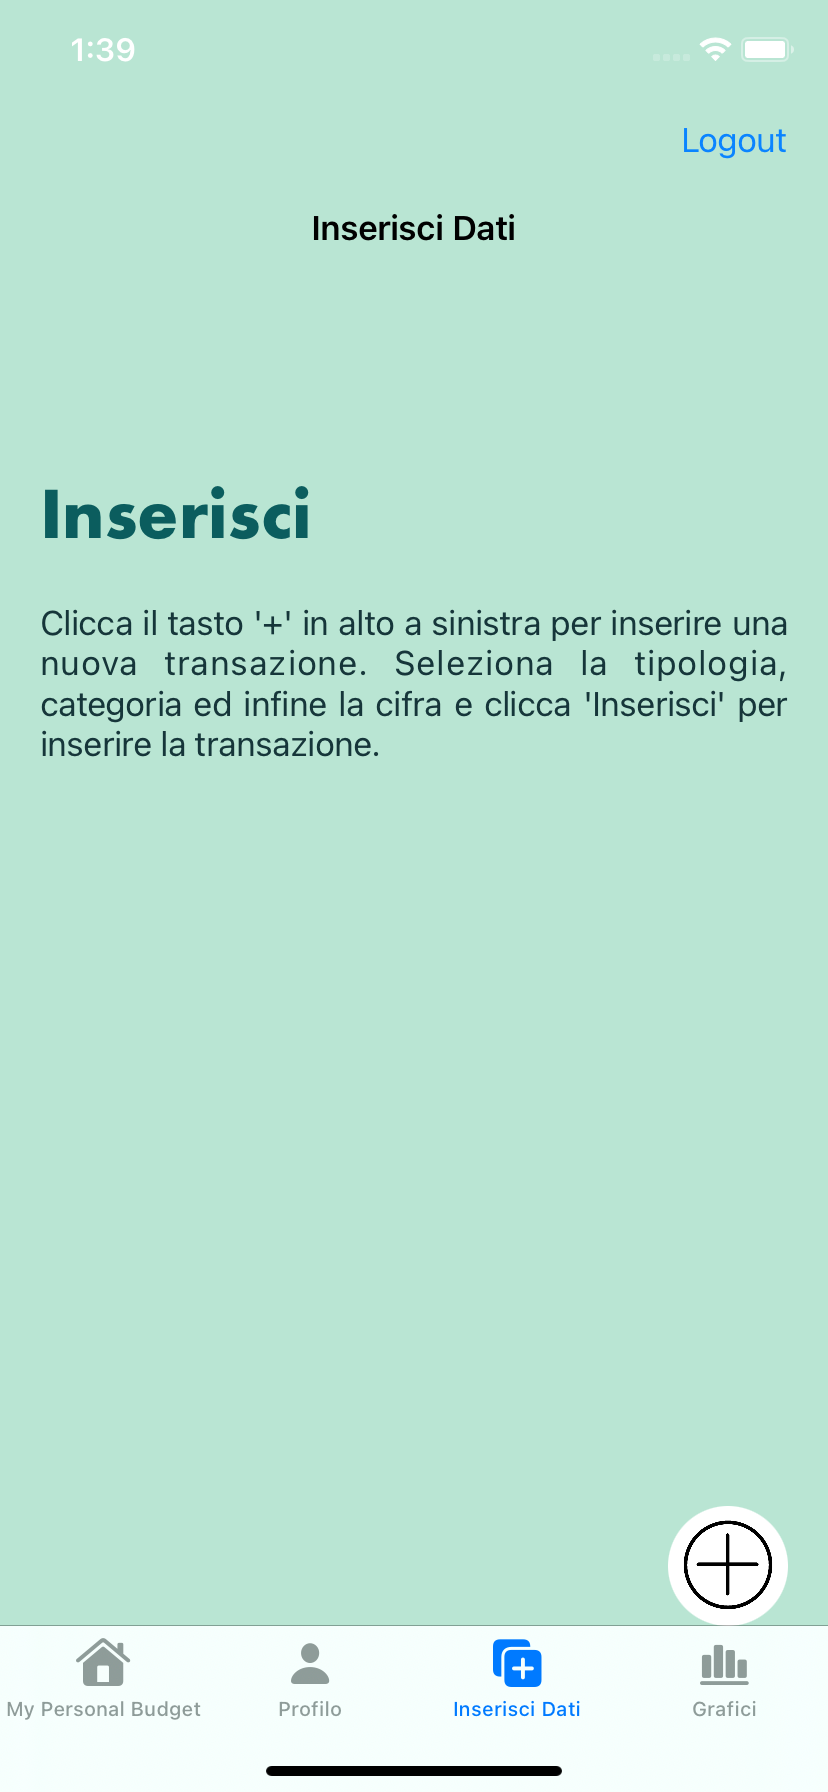 1:39
Logout
Inserisci Dati
Inserisci
Clicca il tasto '+' in alto a sinistra per inserire una
nuova transazione. Seleziona la tipologia,
categoria ed infine la cifra e clicca 'Inserisci' per
inserire la transazione.
My Personal Budget
Profilo
Inserisci Dati
Grafici